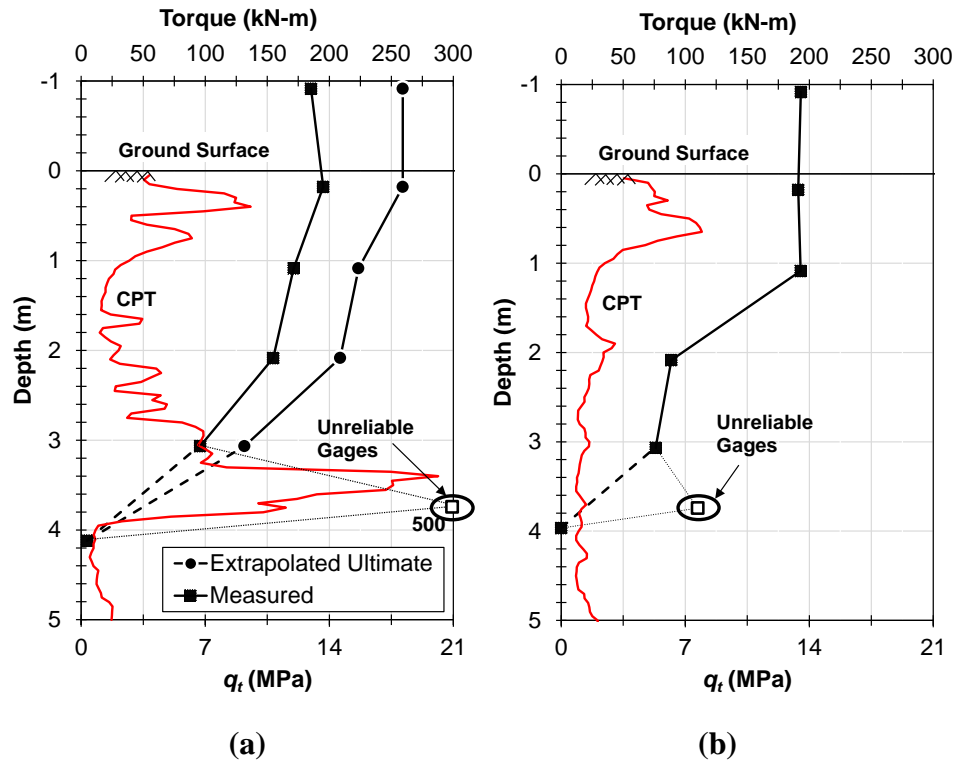 Torque (kN-m)
0 50 100 150 200 250 300
-1
0
1
2
3
4
5
Depth (m)
Ground Surface
CPT
Unreliable
Gages
500
Extrapolated Ultimate
Measured
0 7 14 21
qt (MPa)
(a)
Torque (kN-m)
0 50 100 150 200 250 300
-1
0
1
2
3
4
5
Depth (m)
Ground Surface
CPT
Unreliable
Gages
0 7 14 21
qt (MPa)
(b)